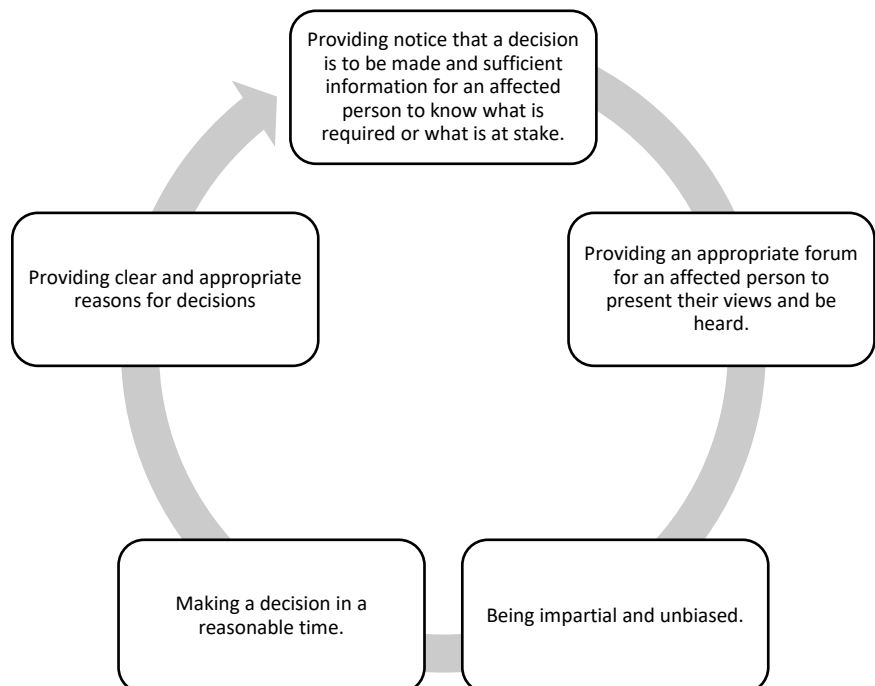 Providing notice that a decision
is to be made and sufficient
information for an affected
person to know what is
required or what is at stake.
Providing an appropriate forum
for an affected person to
present their views and be
heard.
Being impartial and unbiased.
Making a decision in a
reasonable time.
Providing clear and appropriate
reasons for decisions